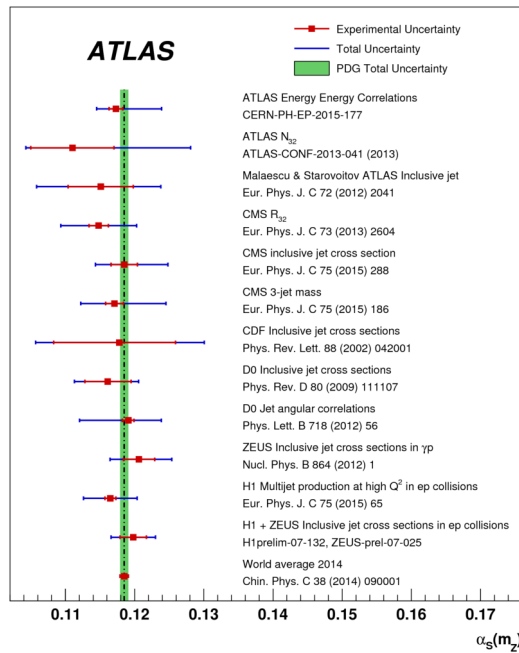 ATLAS
Experimental Uncertainty
Total Uncertainty
PDG Total Uncertainty
ATLAS Energy Energy Correlations
CERN-PH-EP-2015-177
ATLAS N₃₂
ATLAS-CONF-2013-041 (2013)
Malaescu & Starovoitov ATLAS Inclusive jet
Eur. Phys. J. C 72 (2012) 2041
CMS R₃₂
Eur. Phys. J. C 73 (2013) 2604
CMS inclusive jet cross section
Eur. Phys. J. C 75 (2015) 288
CMS 3-jet mass
Eur. Phys. J. C 75 (2015) 186
CDF Inclusive jet cross sections
Phys. Rev. Lett. 88 (2002) 042001
D0 Inclusive jet cross sections
Phys. Rev. D 80 (2009) 111107
D0 Jet angular correlations
Phys. Lett. B 718 (2012) 56
ZEUS Inclusive jet cross sections in γp
Nucl. Phys. B 864 (2012) 1
H1 Multijet production at high Q² in ep collisions
Eur. Phys. J. C 75 (2015) 65
H1 + ZEUS Inclusive jet cross sections in ep collisions
H1prelim-07-132, ZEUS-prel-07-025
World average 2014
Chin. Phys. C 38 (2014) 090001
0.11 0.12 0.13 0.14 0.15 0.16 0.17
α_S(m_Z)